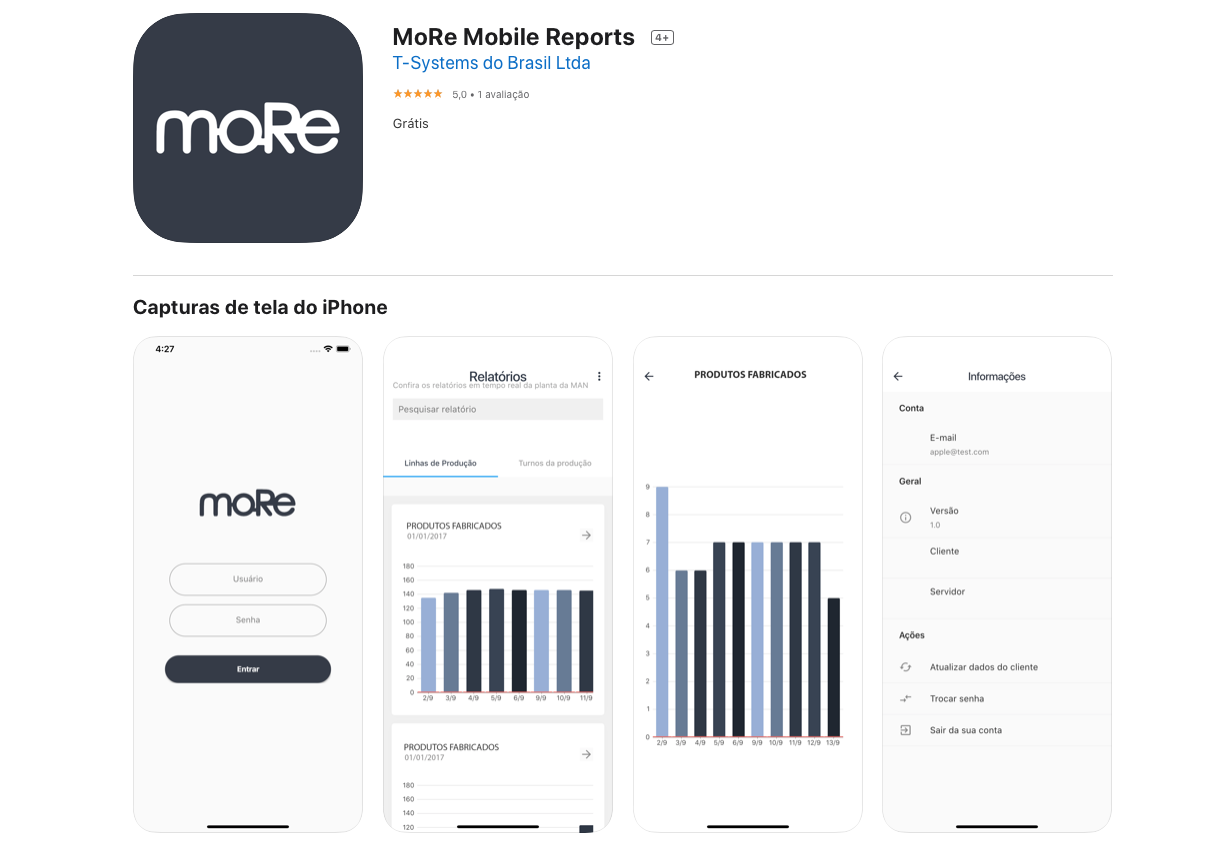 moRe
MoRe Mobile Reports 4+
T-Systems do Brasil Ltda
★★★★★ 5,0 • 1 avaliação
Grátis
Capturas de tela do iPhone
4:27
moRe
Usuário
Senha
Entrar
Relatórios
Confira os relatórios em tempo real da planta da MAN
Pesquisar relatório
Linhas de Produção Turnos da produção
PRODUTOS FABRICADOS
01/01/2017
180
160
140
120
100
80
60
40
20
0
2/9 3/9 4/9 5/9 6/9 9/9 10/9 11/9
PRODUTOS FABRICADOS
01/01/2017
180
160
140
120
PRODUTOS FABRICADOS
9
8
7
6
5
4
3
2
1
0
2/9 3/9 4/9 5/9 6/9 9/9 10/9 11/9 12/9 13/9
Informações
Conta
E-mail
apple@test.com
Geral
Versão
1.0
Cliente
Servidor
Ações
Atualizar dados do cliente
Trocar senha
Sair da sua conta